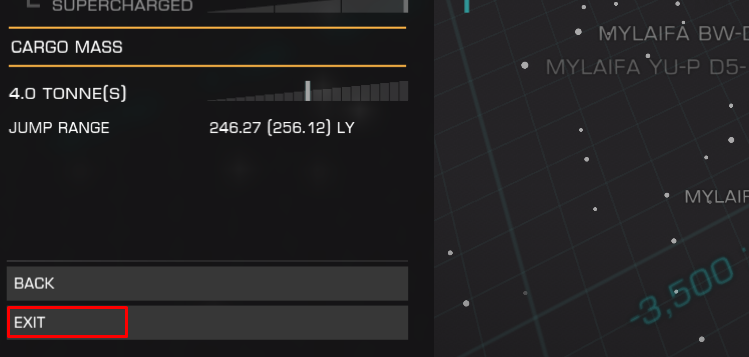 SUPERCHARGED
CARGO MASS
4.0 TONNE(S)
JUMP RANGE 246.27 (256.12) LY
BACK
EXIT
MYLAIFA BW-D
MYLAIFA YU-P D5-
MYLAIF
-3,500